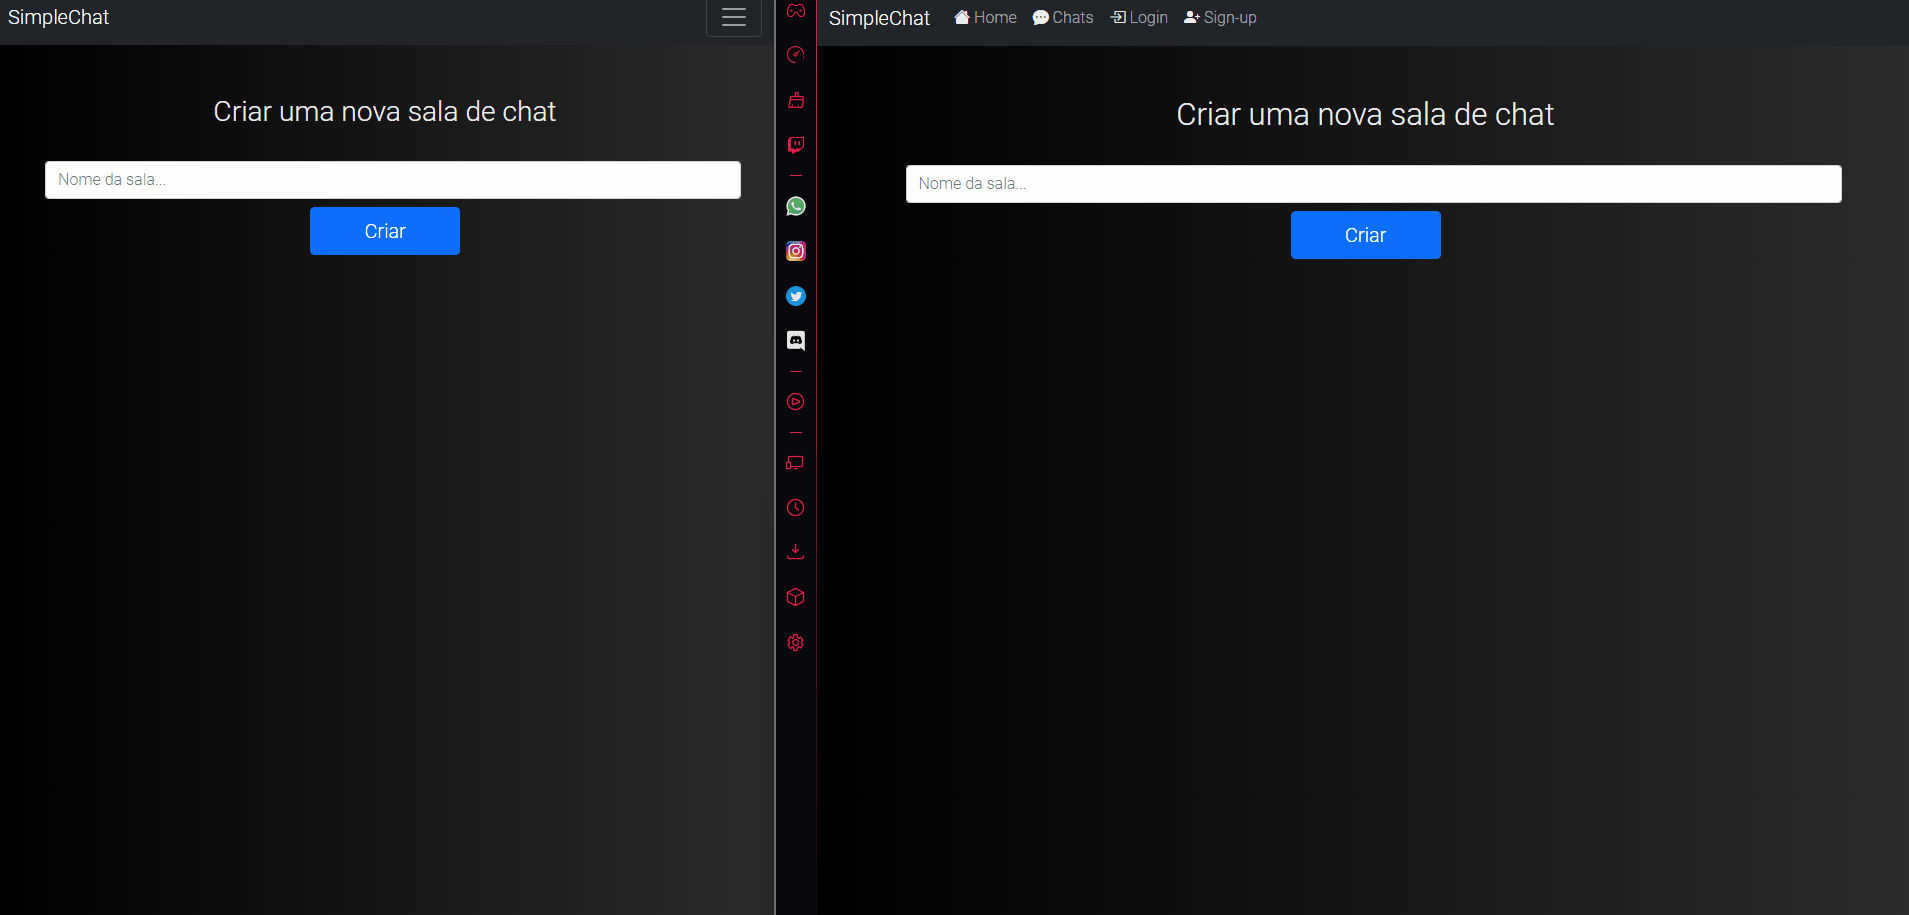 SimpleChat
Criar uma nova sala de chat
Nome da sala...
Criar
SimpleChat Home Chats Login Sign-up
Criar uma nova sala de chat
Nome da sala...
Criar